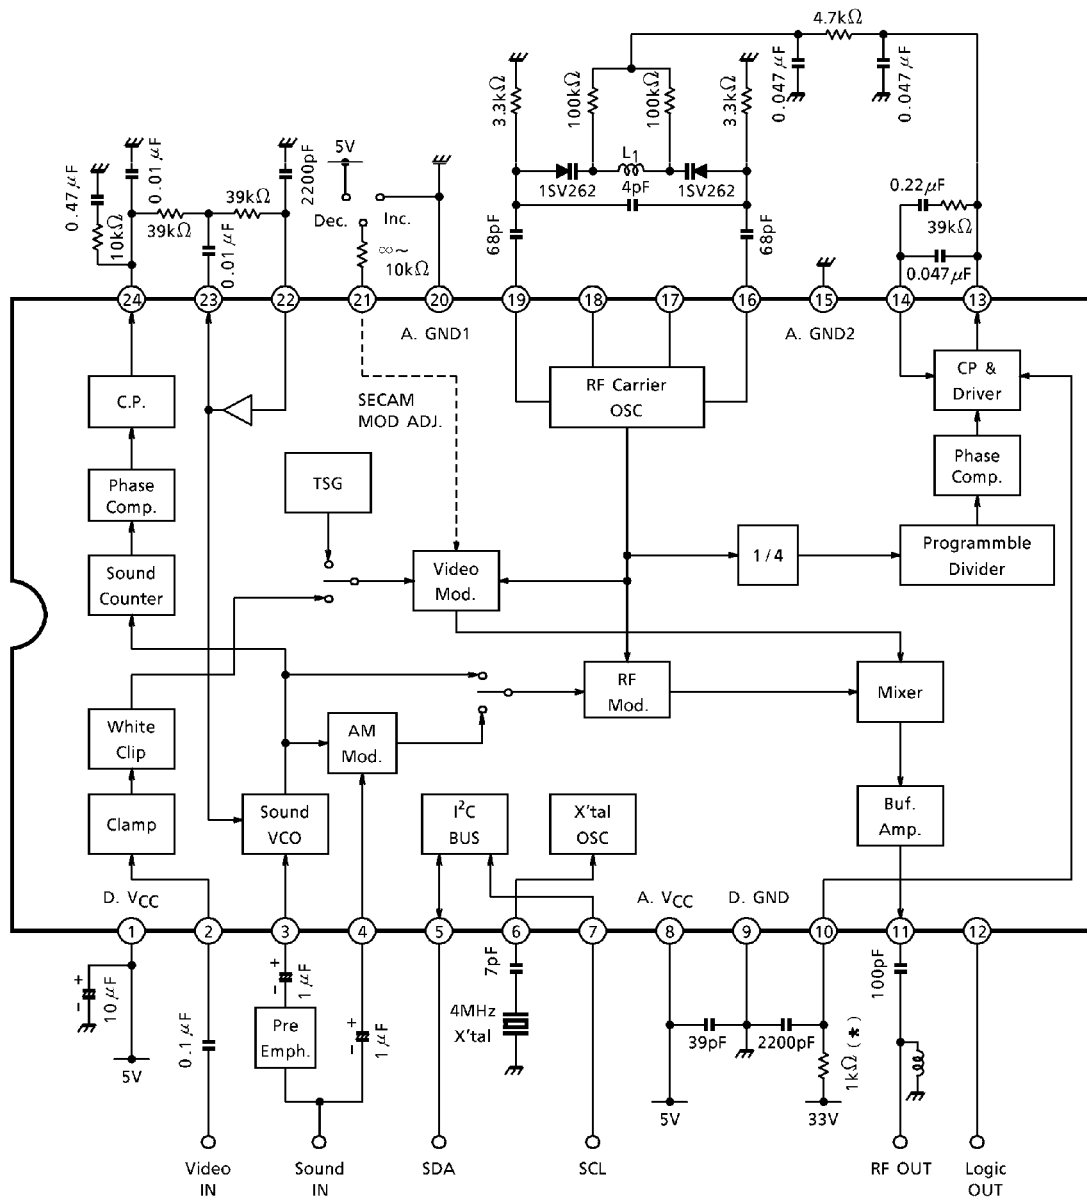 4.7kΩ
0.047μF
0.047μF
3.3kΩ
100kΩ
100kΩ
3.3kΩ
L1
1SV262
4pF
1SV262
68pF
68pF
0.22μF
39kΩ
0.047μF
0.47μF
10kΩ
0.01μF
39kΩ
0.01μF
39kΩ
2200pF
5V
Dec.
Inc.
∞~
10kΩ
24
23
22
21
20
19
18
17
16
15
14
13
A. GND1
A. GND2
C.P.
SECAM
MOD ADJ.
RF Carrier
OSC
CP &
Driver
Phase
Comp.
TSG
Phase
Comp.
Sound
Counter
Video
Mod.
1/4
Programmble
Divider
White
Clip
AM
Mod.
RF
Mod.
Mixer
Clamp
Sound
VCO
I²C
BUS
X'tal
OSC
Buf.
Amp.
D. VCC
A. VCC
D. GND
1
2
3
4
5
6
7
8
9
10
11
12
+
-
10μF
5V
0.1μF
+
-
1μF
Pre
Emph.
+
-
1μF
7pF
4MHz
X'tal
39pF
2200pF
5V
1kΩ (*)
33V
100pF
Video
IN
Sound
IN
SDA
SCL
RF OUT
Logic
OUT